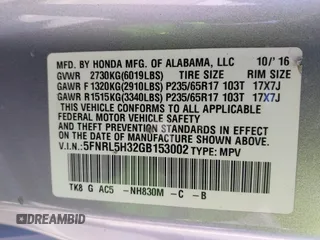 MFD. BY HONDA MFG. OF ALABAMA, LLC 10/'16
GVWR 2730KG(6019LBS) TIRE SIZE RIM SIZE
GAWR F 1320KG(2910LBS) P235/65R17 103T 17X7J
GAWR R1515KG(3340LBS) P235/65R17 103T 17X7J
THIS VEHICLE CONFORMS TO ALL APPLICABLE
FEDERAL MOTOR VEHICLE SAFETY AND THEFT
PREVENTION STANDARDS IN EFFECT ON THE DATE
OF MANUFACTURE SHOWN ABOVE.
V.I.N.:5FNRL5H32GB153002 TYPE: MPV
TK8 G AC5 -NH830M -C -B
DREAMBID